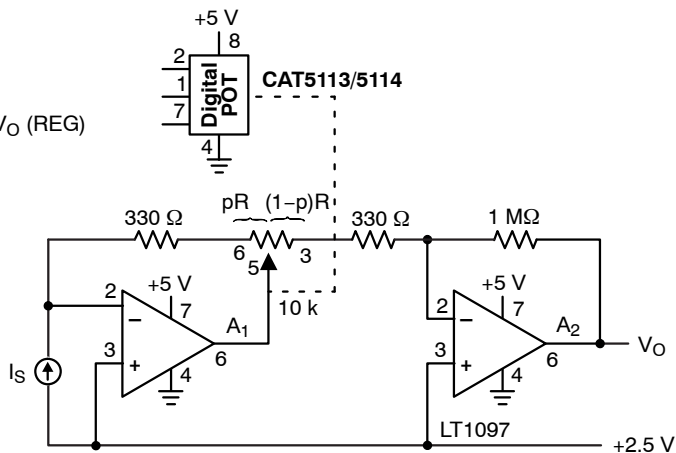 +5 V
8
2
1
7
4
Digital
POT
CAT5113/5114
VO (REG)
pR (1−p)R
330 Ω
330 Ω
1 MΩ
6
5
3
10 k
+5 V
2
7
3
A1
6
4
+5 V
2
7
3
A2
6
4
VO
IS
LT1097
+2.5 V